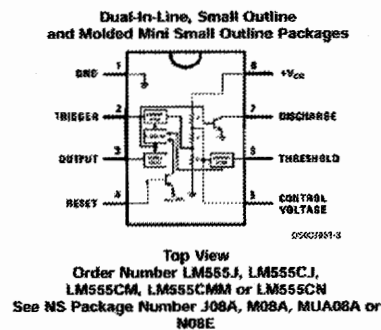 Dual-In-Line, Small Outline
and Molded Mini Small Outline Packages
1
GND
8
+VCC
2
TRIGGER
7
DISCHARGE
3
OUTPUT
6
THRESHOLD
4
RESET
5
CONTROL
VOLTAGE
Top View
Order Number LM555J, LM555CJ,
LM555CM, LM555CMM or LM555CN
See NS Package Number J08A, M08A, MUA08A or
N08E